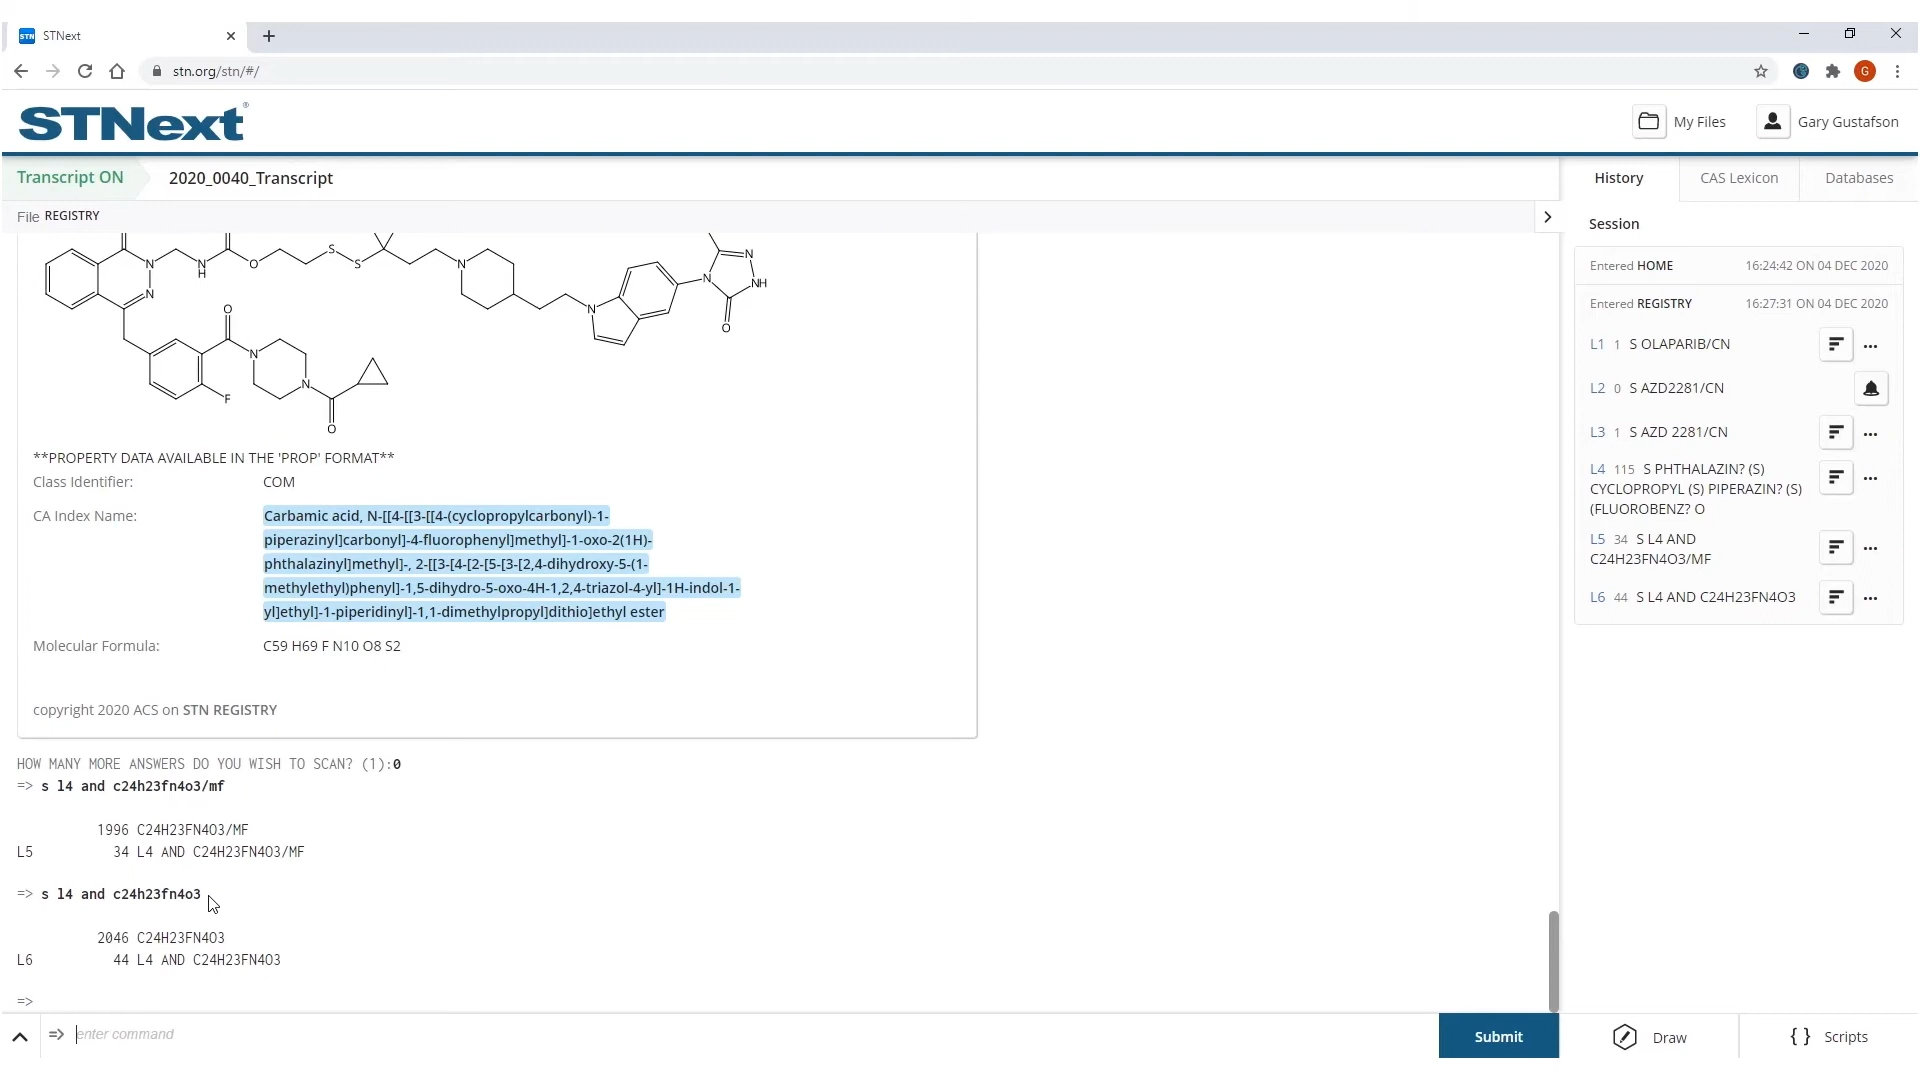 STN STNext
stn.org/stn/#/
G
STNext®
My Files
Gary Gustafson
Transcript ON
2020_0040_Transcript
History
CAS Lexicon
Databases
File REGISTRY
Session
Entered HOME 16:24:42 ON 04 DEC 2020
Entered REGISTRY 16:27:31 ON 04 DEC 2020
L1 1 S OLAPARIB/CN
L2 0 S AZD2281/CN
L3 1 S AZD 2281/CN
L4 115 S PHTHALAZIN? (S)
CYCLOPROPYL (S) PIPERAZIN? (S)
(FLUOROBENZ? O
L5 34 S L4 AND
C24H23FN4O3/MF
L6 44 S L4 AND C24H23FN4O3
N
N
N
H
O
S
S
N
N
N
N
NH
O
O
N
N
F
O
**PROPERTY DATA AVAILABLE IN THE 'PROP' FORMAT**
Class Identifier: COM
CA Index Name: Carbamic acid, N-[[4-[[3-[[4-(cyclopropylcarbonyl)-1-
piperazinyl]carbonyl]-4-fluorophenyl]methyl]-1-oxo-2(1H)-
phthalazinyl]methyl]-, 2-[[3-[4-[2-[5-[3-[2,4-dihydroxy-5-(1-
methylethyl)phenyl]-1,5-dihydro-5-oxo-4H-1,2,4-triazol-4-yl]-1H-indol-1-
yl]ethyl]-1-piperidinyl]-1,1-dimethylpropyl]dithio]ethyl ester
Molecular Formula: C59 H69 F N10 O8 S2
copyright 2020 ACS on STN REGISTRY
HOW MANY MORE ANSWERS DO YOU WISH TO SCAN? (1):0
=> s l4 and c24h23fn4o3/mf
1996 C24H23FN4O3/MF
L5 34 L4 AND C24H23FN4O3/MF
=> s l4 and c24h23fn4o3
2046 C24H23FN4O3
L6 44 L4 AND C24H23FN4O3
=>
=> enter command
Submit
Draw
{ } Scripts